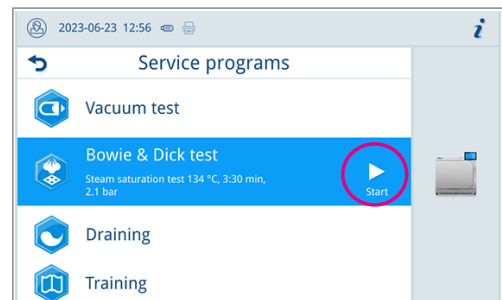 2023-06-23 12:56
i
Service programs
Vacuum test
Bowie & Dick test
Steam saturation test 134 °C, 3:30 min,
2.1 bar
Start
Draining
Training